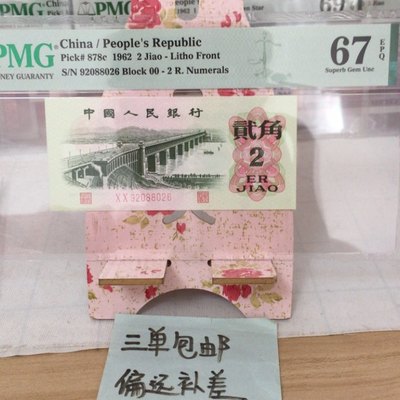 PMG
NEY GUARANTY
China / People's Republic
Pick# 878c 1962 2 Jiao - Litho Front
S/N 92088026 Block 00 - 2 R. Numerals
67 EPQ
Superb Gem Unc
中國人民銀行
XX 92088026
貳角
2
ER
JIAO
三单包邮
偏远补差